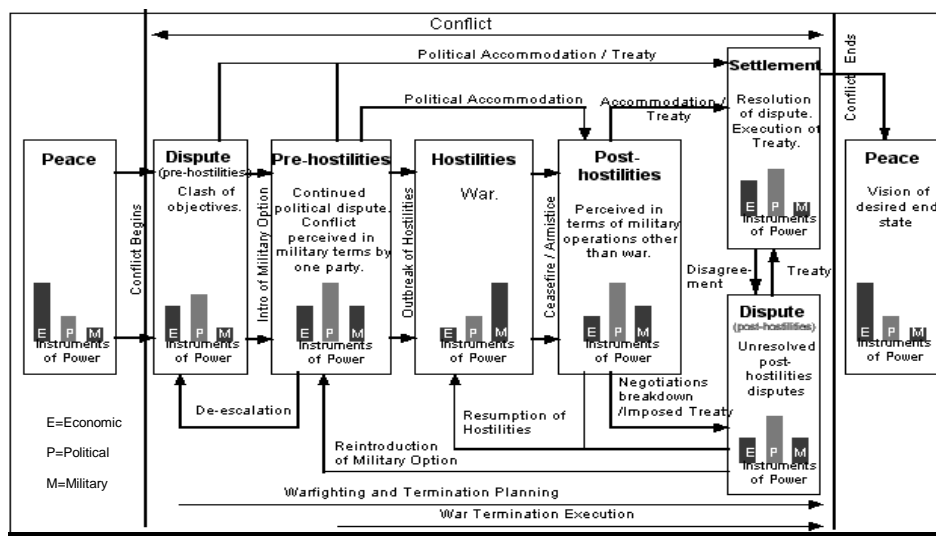 Conflict
Political Accommodation / Treaty
Political Accommodation
Accommodation /
Treaty
Conflict Begins
Intro of Military Option
Outbreak of Hostilities
Ceasefire / Armistice
Conflict Ends
Peace
E P M
Instruments
of Power
Dispute
(pre-hostilities)
Clash of
objectives.
E P M
Instruments
of Power
Pre-hostilities
Continued
political dispute.
Conflict
perceived in
military terms by
one party.
E P M
Instruments
of Power
Hostilities
War.
E P M
Instruments
of Power
Post-
hostilities
Perceived in
terms of military
operations other
than war.
E P M
Instruments
of Power
Settlement
Resolution
of dispute.
Execution of
Treaty.
E P M
Instruments
of Power
Disagree-
ment
Treaty
Dispute
(post-hostilities)
Unresolved
post-
hostilities
disputes
E P M
Instruments
of Power
Peace
Vision of
desired end
state
E P M
Instruments
of Power
De-escalation
Reintroduction
of Military Option
Resumption of
Hostilities
Negotiations
breakdown
/Imposed Treaty
E=Economic
P=Political
M=Military
Warfighting and Termination Planning
War Termination Execution